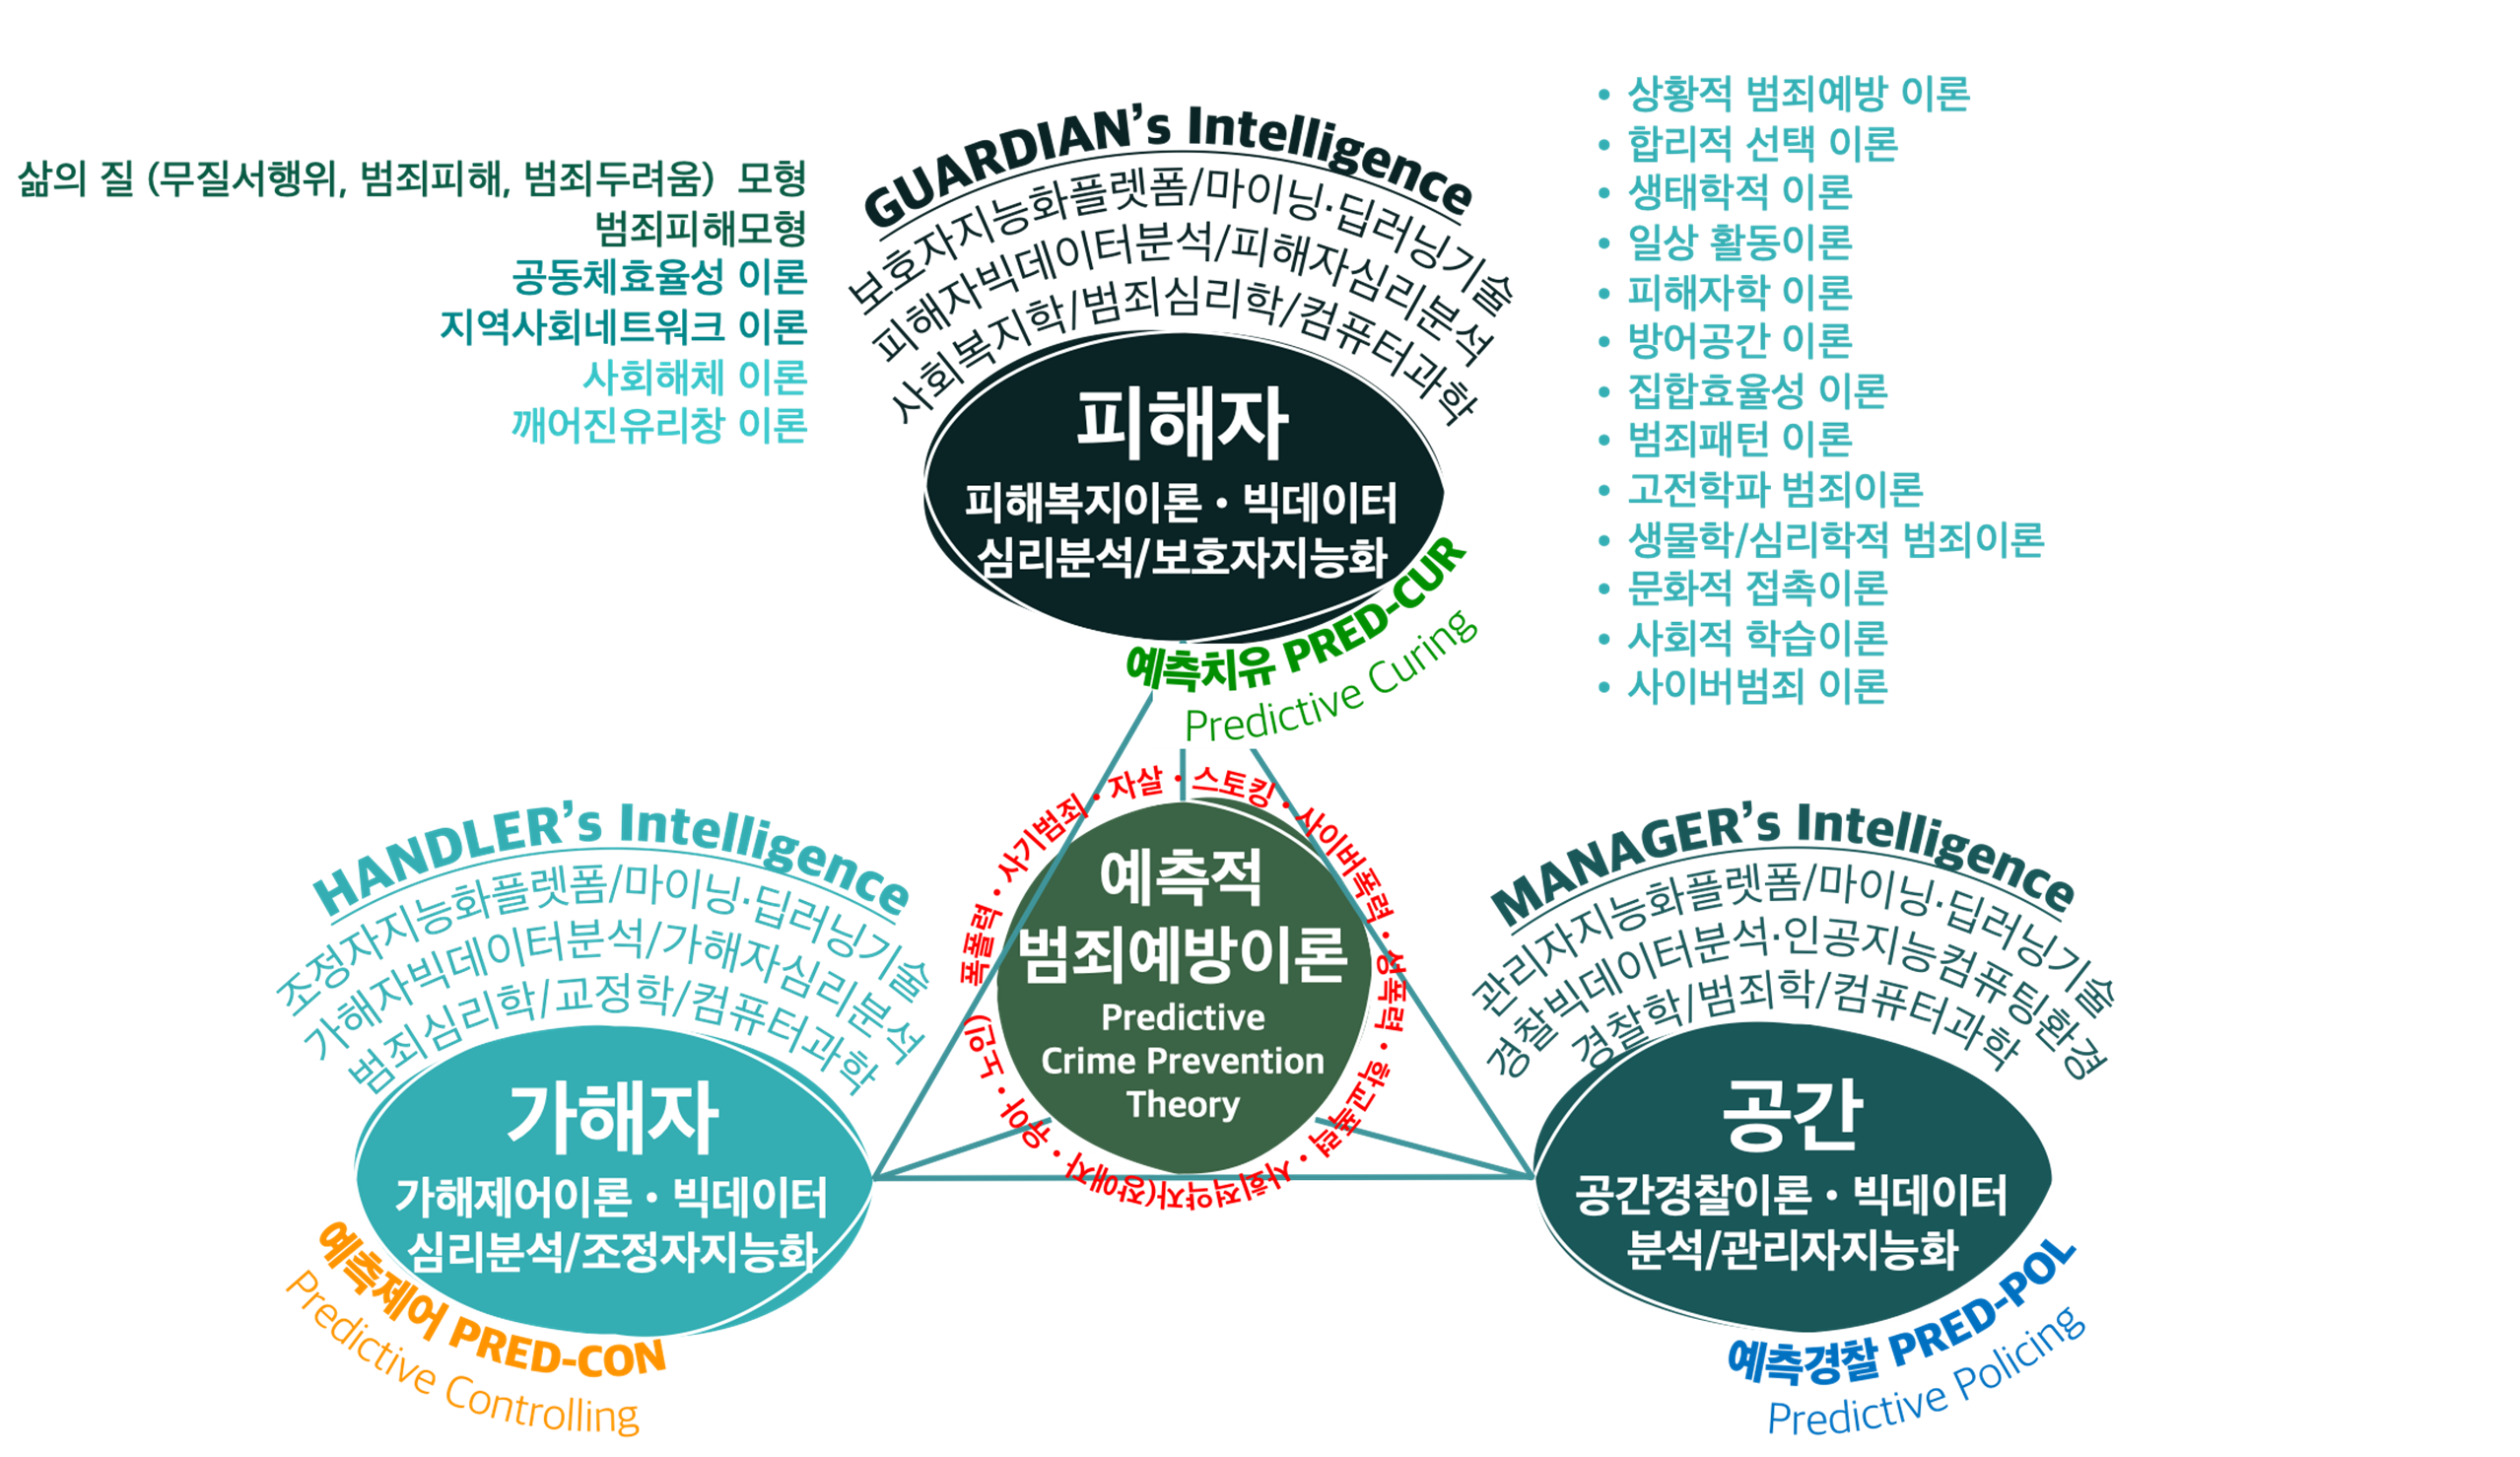 삶의 질 (무질서행위, 범죄피해, 범죄두려움) 모형
범죄피해모형
공동체효율성 이론
지역사회네트워크 이론
사회해체 이론
깨어진유리창 이론
GUARDIAN's Intelligence
보호자지능화플렛폼/마이닝·딥러닝기술
피해자빅데이터분석/피해자심리분석
사회복지학/범죄심리학/컴퓨터과학
피해자
피해복지이론 • 빅데이터
심리분석/보호자지능화
예측치유 PRED-CUR
Predictive Curing
• 상황적 범죄예방 이론
• 합리적 선택 이론
• 생태학적 이론
• 일상 활동이론
• 피해자학 이론
• 방어공간 이론
• 집합효율성 이론
• 범죄패턴 이론
• 고전학파 범죄이론
• 생물학/심리학적 범죄이론
• 문화적 접촉이론
• 사회적 학습이론
• 사이버범죄 이론
폭폴력 • 사기범죄 • 자살 • 스토킹 • 사이버폭력 • 성폭력 • 학교폭력 • 사회적약자(장애자 • 유아 • 노인)
예측적
범죄예방이론
Predictive
Crime Prevention
Theory
HANDLER's Intelligence
조정자지능화플렛폼/마이닝·딥러닝기술
가해자빅데이터분석/가해자심리분석
범죄심리학/교정학/컴퓨터과학
가해자
가해제어이론 • 빅데이터
심리분석/조정자지능화
예측제어 PRED-CON
Predictive Controlling
MANAGER's Intelligence
관리자지능화플렛폼/마이닝·딥러닝기술
경찰빅데이터분석·인공지능컴퓨팅환경
경찰학/범죄학/컴퓨터과학
공간
공간경찰이론 • 빅데이터
분석/관리자지능화
예측경찰 PRED-POL
Predictive Policing